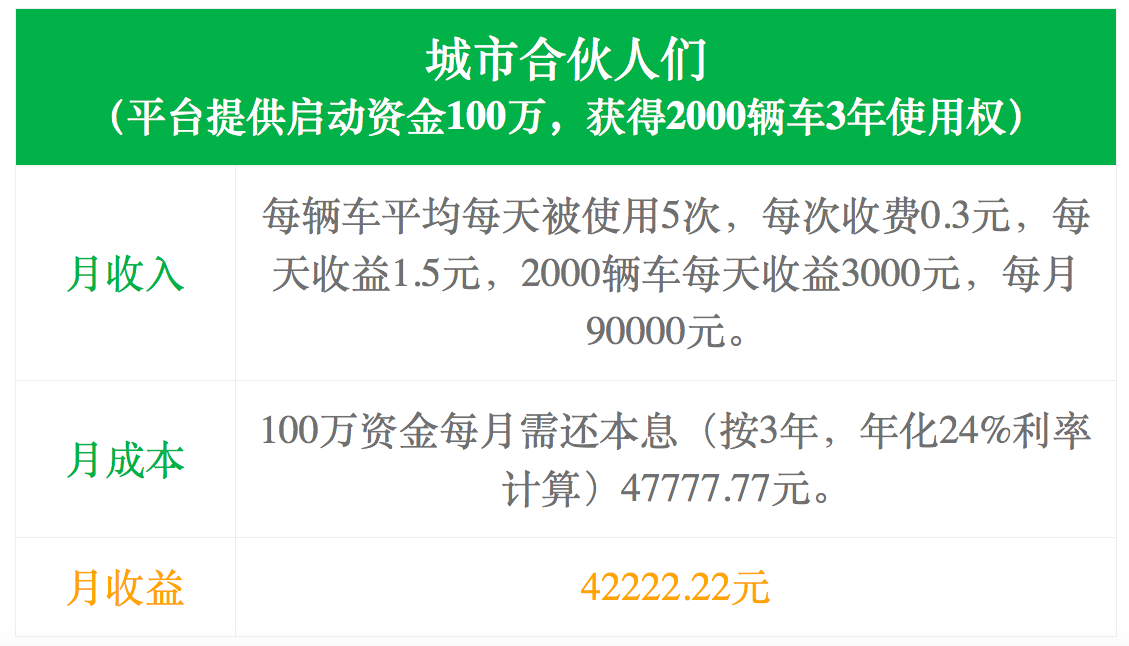 城市合伙人们
（平台提供启动资金100万，获得2000辆车3年使用权）
月收入
每辆车平均每天被使用5次，每次收费0.3元，每
天收益1.5元，2000辆车每天收益3000元，每月
90000元。
月成本
100万资金每月需还本息（按3年，年化24%利率
计算）47777.77元。
月收益
42222.22元